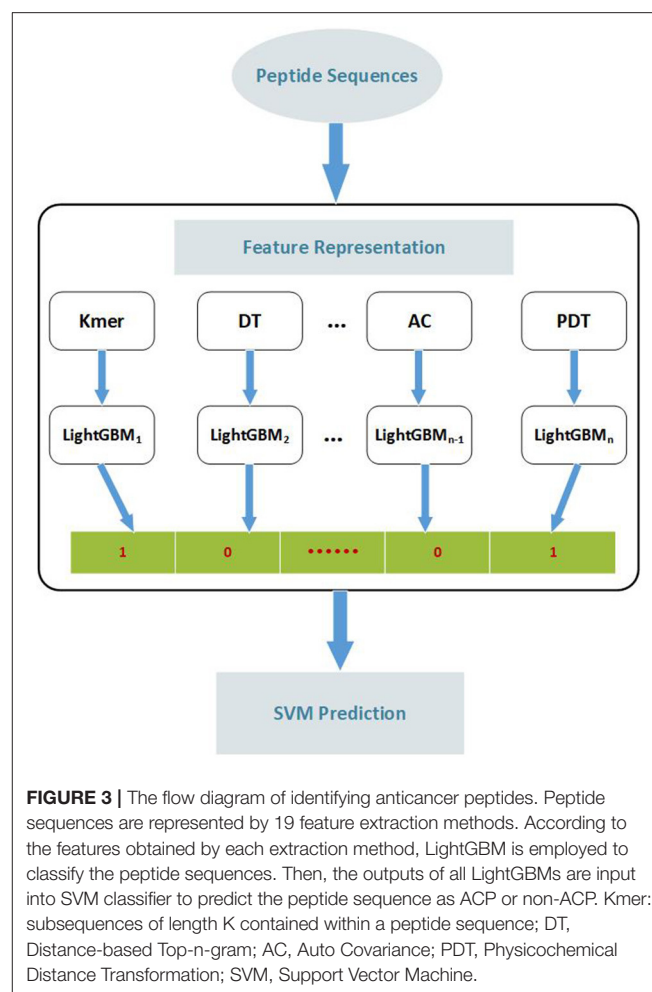 Peptide Sequences
Feature Representation
Kmer DT ... AC PDT
LightGBM1 LightGBM2 ... LightGBMn-1 LightGBMn
1 0 •••••• 0 1
SVM Prediction
FIGURE 3 | The flow diagram of identifying anticancer peptides. Peptide
sequences are represented by 19 feature extraction methods. According to
the features obtained by each extraction method, LightGBM is employed to
classify the peptide sequences. Then, the outputs of all LightGBMs are input
into SVM classifier to predict the peptide sequence as ACP or non-ACP. Kmer:
subsequences of length K contained within a peptide sequence; DT,
Distance-based Top-n-gram; AC, Auto Covariance; PDT, Physicochemical
Distance Transformation; SVM, Support Vector Machine.